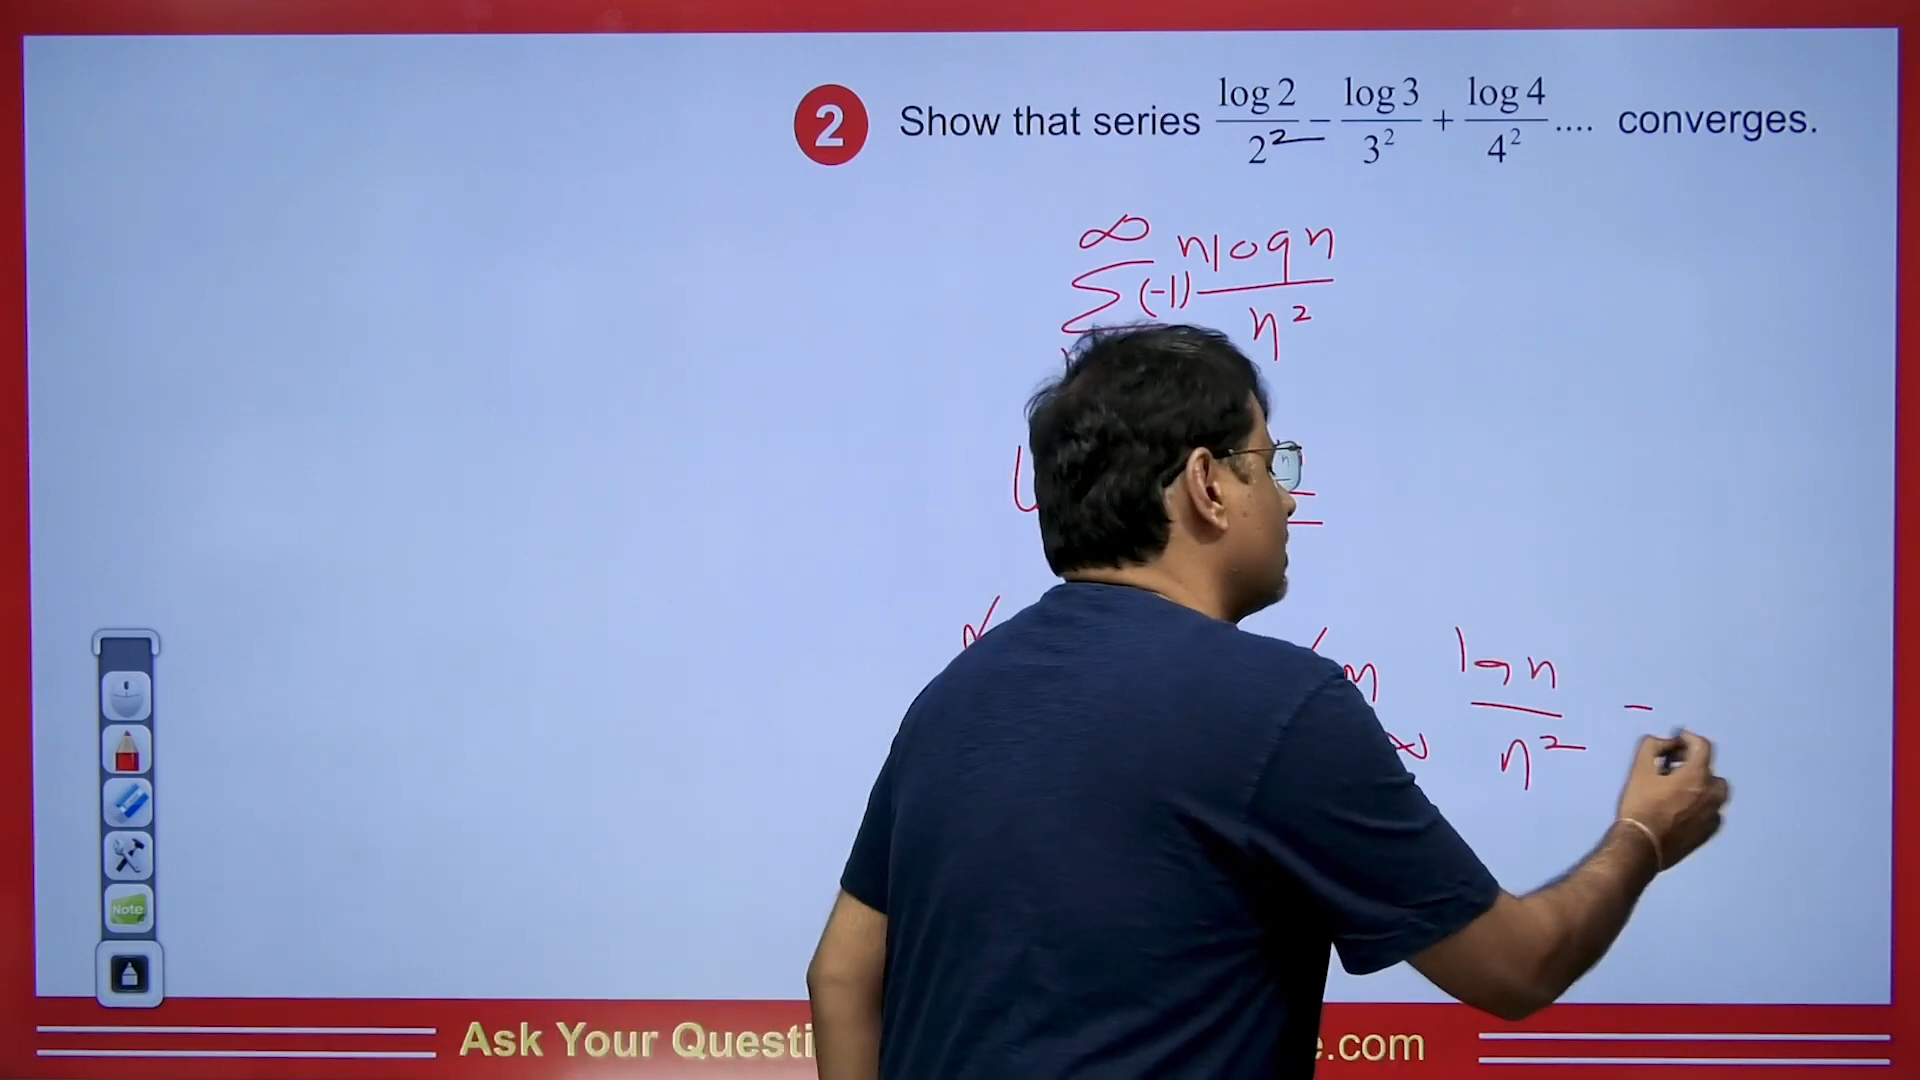 2 Show that series log 2 / 2² − log 3 / 3² + log 4 / 4² .... converges.
∞
Σ (-1)ⁿ log n / n²
log n / n² =
∞
Note
Ask Your Questi
e.com